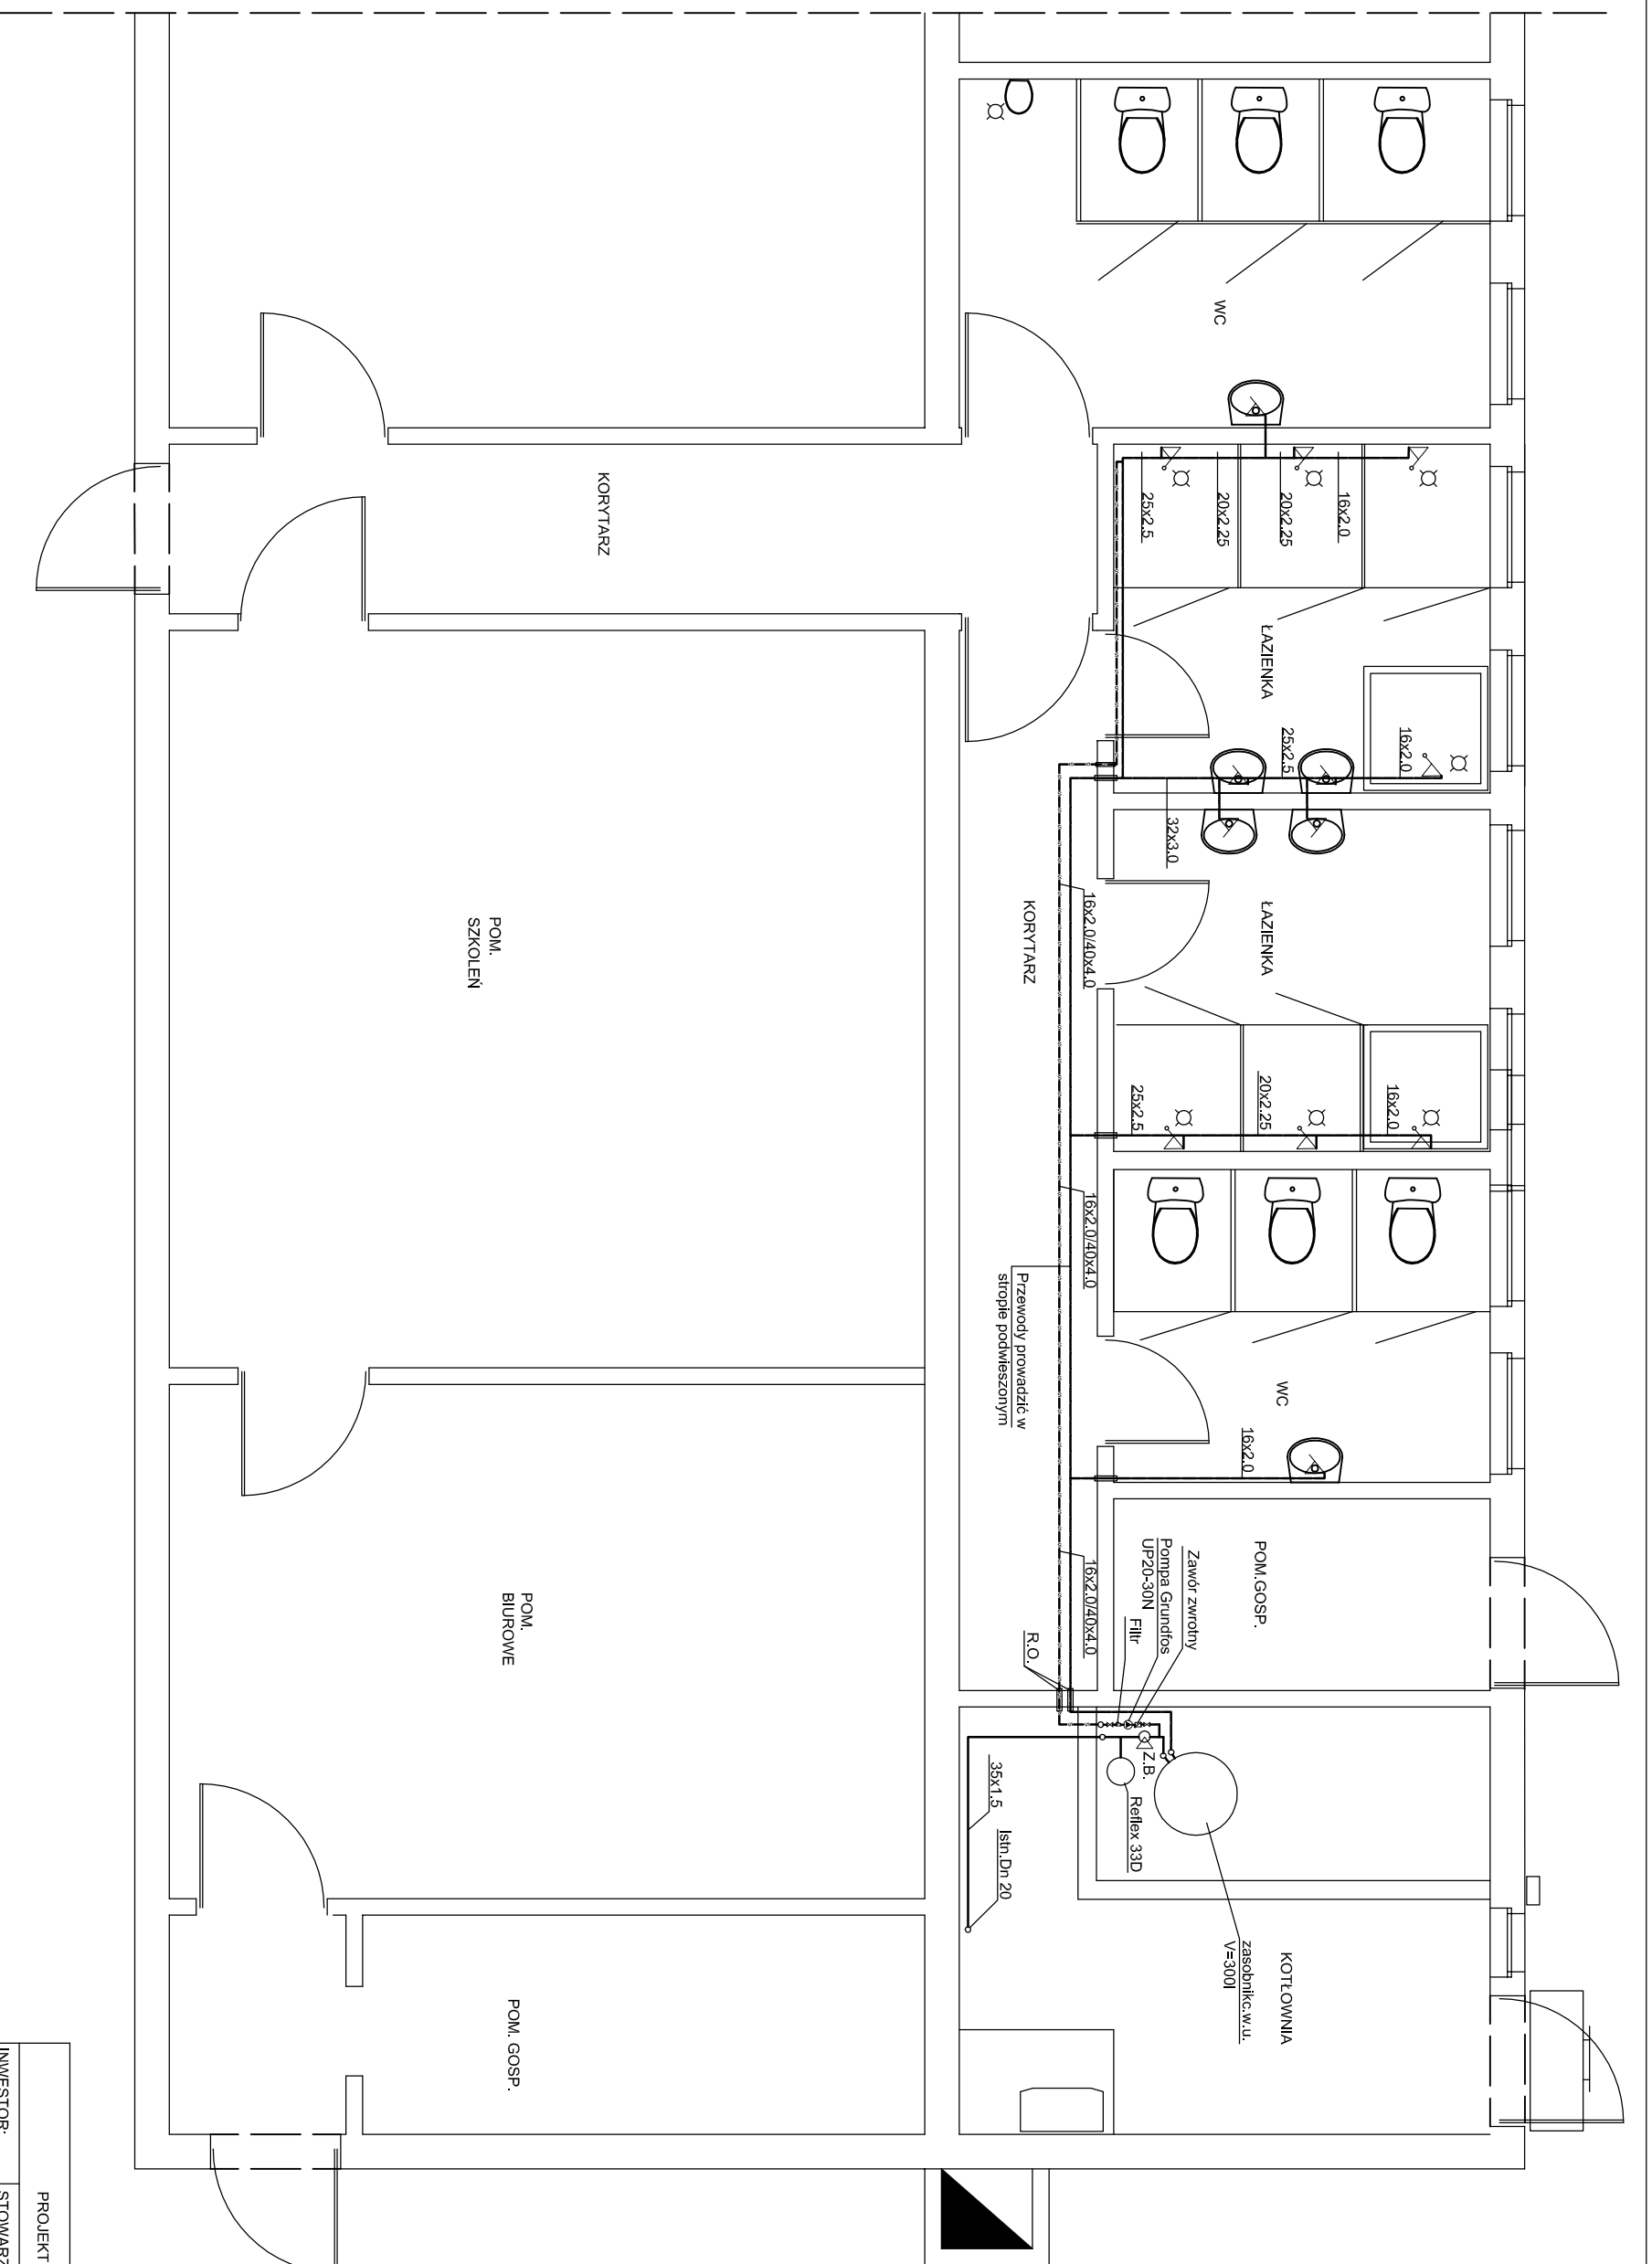 WC
25x2.5
20x2.25
20x2.25
16x2.0
KORYTARZ
ŁAZIENKA
25x2.5
16x2.0
32x3.0
16x2.0/40x4.0
KORYTARZ
ŁAZIENKA
POM.
SZKOLEŃ
25x2.5
20x2.25
16x2.0
16x2.0/40x4.0
Przewody prowadzić w
stropie podwieszonym
WC
16x2.0
POM.GOSP.
Zawór zwrotny
Pompa Grundfos
UP20-30N
Filtr
16x2.0/40x4.0
R.O.
POM.
BIUROWE
Z.B.
Reflex 33D
35x1.5
Istn.Dn 20
zasobnikc.w.u.
V=300l
KOTŁOWNIA
POM. GOSP.
PROJEKT
INWESTOR:
STOWARZ